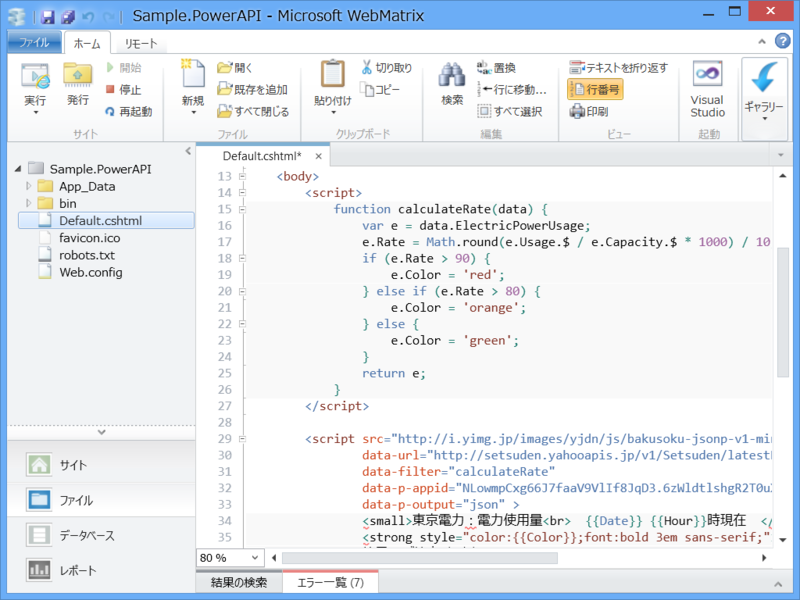 Sample.PowerAPI - Microsoft WebMatrix
ファイル ホーム リモート
開始 開く 切り取り 置換 テキストを折り返す
停止 既存を追加 コピー 行に移動... 行番号
実行 発行 再起動 新規 すべて閉じる 貼り付け 検索 すべて選択 印刷 Visual Studio ギャラリー
サイト ファイル クリップボード 編集 ビュー 起動
Sample.PowerAPI
App_Data
bin
Default.cshtml
favicon.ico
robots.txt
Web.config
サイト
ファイル
データベース
レポート
Default.cshtml* ×
13 <body>
14 <script>
15 function calculateRate(data) {
16 var e = data.ElectricPowerUsage;
17 e.Rate = Math.round(e.Usage.$ / e.Capacity.$ * 1000) / 10
18 if (e.Rate > 90) {
19 e.Color = 'red';
20 } else if (e.Rate > 80) {
21 e.Color = 'orange';
22 } else {
23 e.Color = 'green';
24 }
25 return e;
26 }
27 </script>
28
29 <script src="http://i.yimg.jp/images/yjdn/js/bakusoku-jsonp-v1-mi
30 data-url="http://setsuden.yahooapis.jp/v1/Setsuden/latest
31 data-filter="calculateRate"
32 data-p-appid="NLowmpCxg66J7faaV9VlIf8JqD3.6zWldtlshgR2T0u
33 data-p-output="json" >
34 <small>東京電力：電力使用量<br> {{Date}} {{Hour}}時現在 </
35 <strong style="color:{{Color}};font:bold 3em sans-serif;"
80 %
結果の検索 エラー一覧 (7)